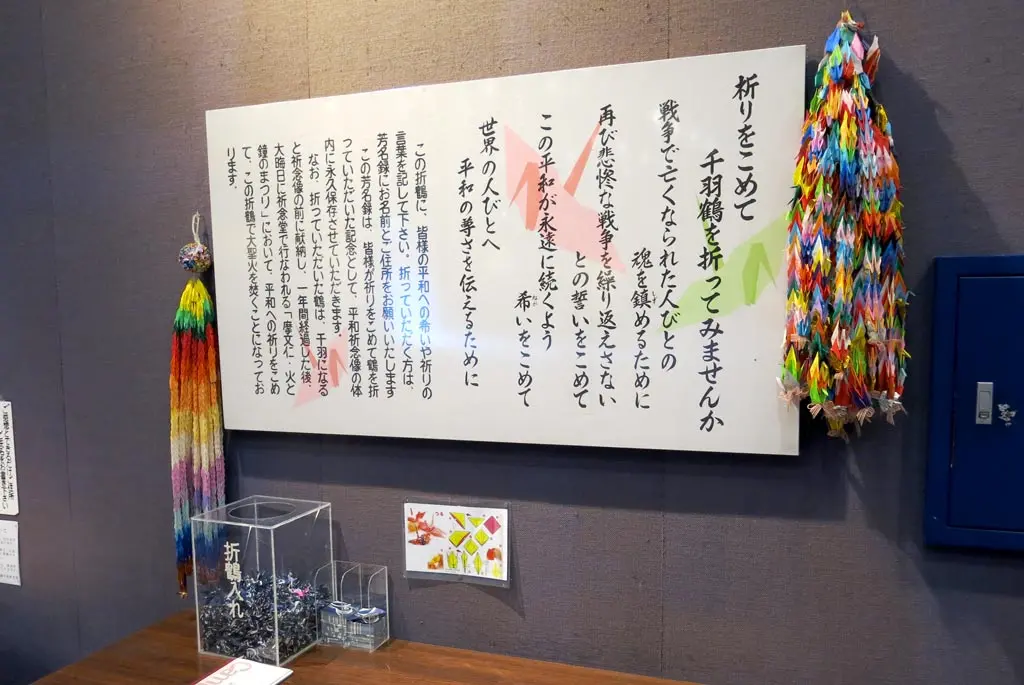 祈りをこめて
千羽鶴を折ってみませんか
戦争で亡くなられた人びとの
魂を鎮めるために
再び悲惨な戦争を繰り返えさない
との誓いをこめて
この平和が永遠に続くよう
希いをこめて
世界の人びとへ
平和の尊さを伝えるために
この折鶴に、皆様の平和への希いや祈りの
言葉を記して下さい。折っていただく方は、
芳名録にお名前とご住所をお願いいたします
この芳名録は、皆様が祈りをこめて鶴を折
っていただいた記念として、平和祈念像の体
内に永久保存させていただきます。
なお、折っていただいた鶴は、千羽になる
と祈念像の前に献納し、一年間経過した後、
大晦日に祈念堂で行なわれる「摩文仁・火と
鐘のまつり」において、平和への祈りをこめ
て、この折鶴で大聖火を焚くことになってお
ります。
折鶴入れ
つる